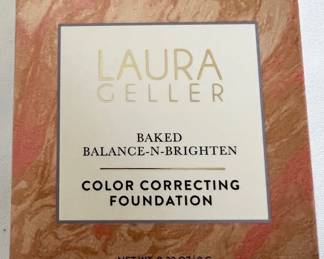 LAURA
GELLER
BAKED
BALANCE-N-BRIGHTEN
COLOR CORRECTING
FOUNDATION